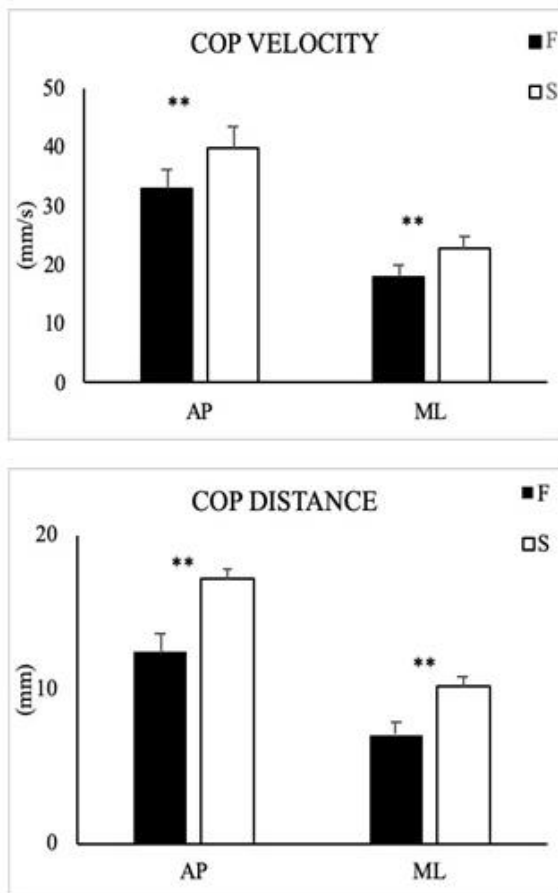 COP VELOCITY
F
S
50
40
30
20
10
0
(mm/s)
**
**
AP ML
COP DISTANCE
F
S
20
10
0
(mm)
**
**
AP ML